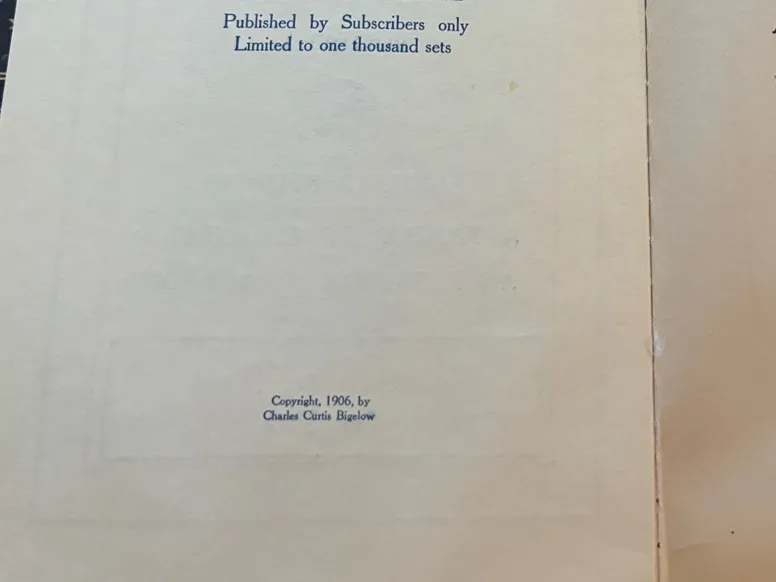 Published by Subscribers only
Limited to one thousand sets
Copyright, 1906, by
Charles Curtis Bigelow